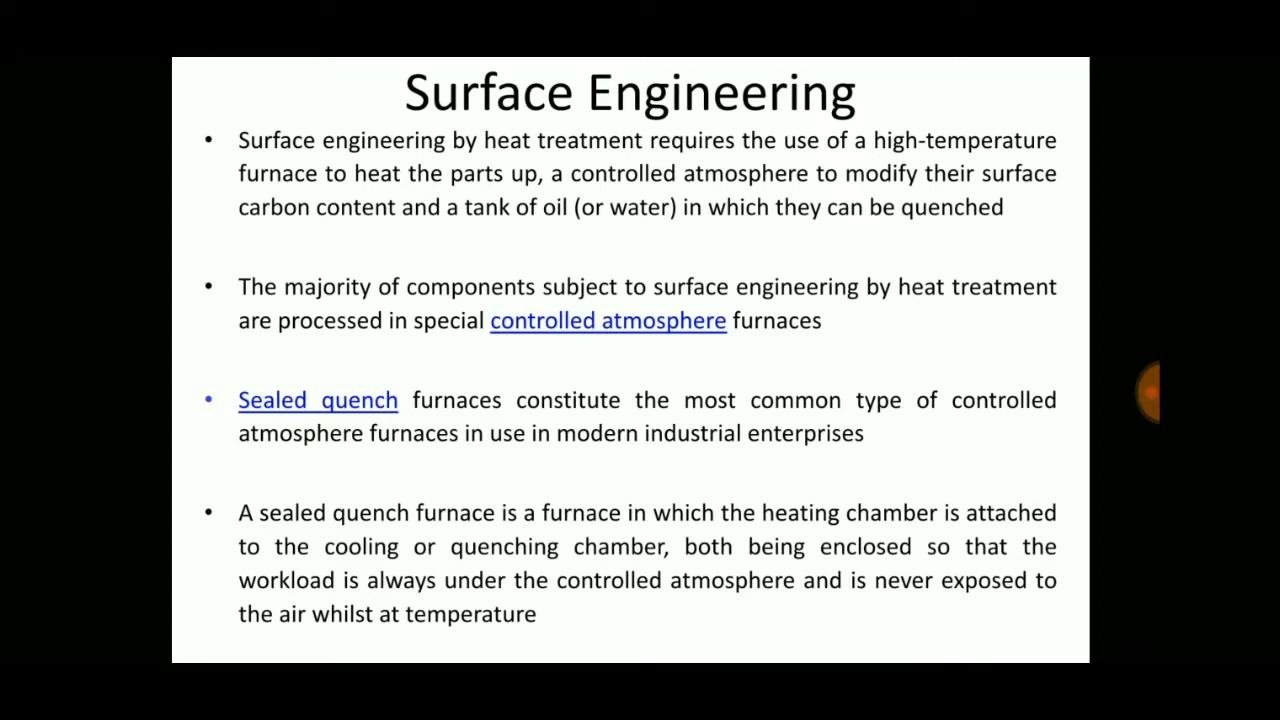 Surface Engineering
• Surface engineering by heat treatment requires the use of a high-temperature
furnace to heat the parts up, a controlled atmosphere to modify their surface
carbon content and a tank of oil (or water) in which they can be quenched
• The majority of components subject to surface engineering by heat treatment
are processed in special controlled atmosphere furnaces
• Sealed quench furnaces constitute the most common type of controlled
atmosphere furnaces in use in modern industrial enterprises
• A sealed quench furnace is a furnace in which the heating chamber is attached
to the cooling or quenching chamber, both being enclosed so that the
workload is always under the controlled atmosphere and is never exposed to
the air whilst at temperature